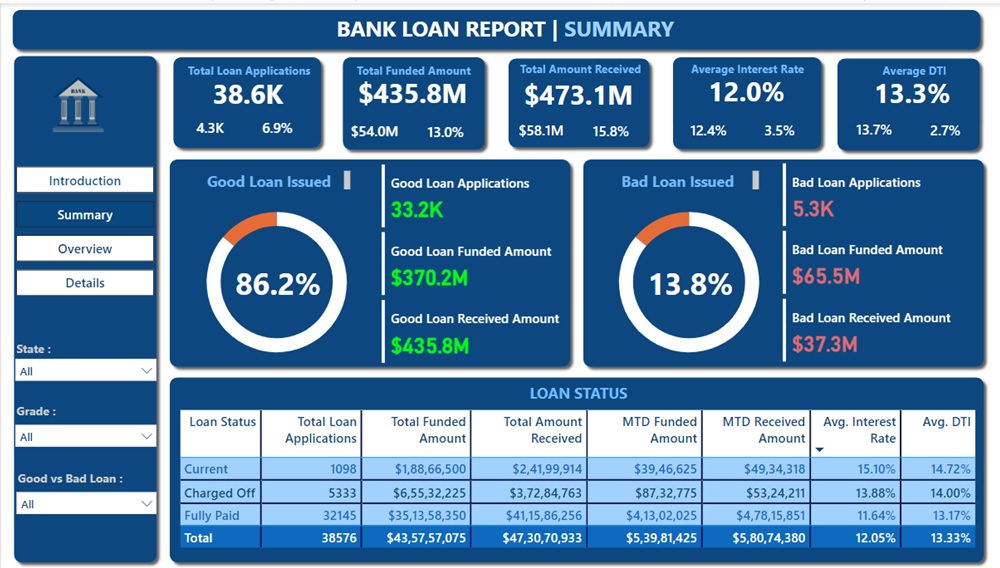 BANK LOAN REPORT | SUMMARY
BANK
Introduction
Summary
Overview
Details
State :
All
Grade :
All
Good vs Bad Loan :
All
Total Loan Applications
38.6K
4.3K 6.9%
Total Funded Amount
$435.8M
$54.0M 13.0%
Total Amount Received
$473.1M
$58.1M 15.8%
Average Interest Rate
12.0%
12.4% 3.5%
Average DTI
13.3%
13.7% 2.7%
Good Loan Issued
86.2%
Good Loan Applications
33.2K
Good Loan Funded Amount
$370.2M
Good Loan Received Amount
$435.8M
Bad Loan Issued
13.8%
Bad Loan Applications
5.3K
Bad Loan Funded Amount
$65.5M
Bad Loan Received Amount
$37.3M
LOAN STATUS
Loan Status Total Loan Total Funded Total Amount MTD Funded MTD Received Avg. Interest Avg. DTI
Applications Amount Received Amount Amount Rate
Current 1098 $1,88,66,500 $2,41,99,914 $39,46,625 $49,34,318 15.10% 14.72%
Charged Off 5333 $6,55,32,225 $3,72,84,763 $87,32,775 $53,24,211 13.88% 14.00%
Fully Paid 32145 $35,13,58,350 $41,15,86,256 $4,13,02,025 $4,78,15,851 11.64% 13.17%
Total 38576 $43,57,57,075 $47,30,70,933 $5,39,81,425 $5,80,74,380 12.05% 13.33%